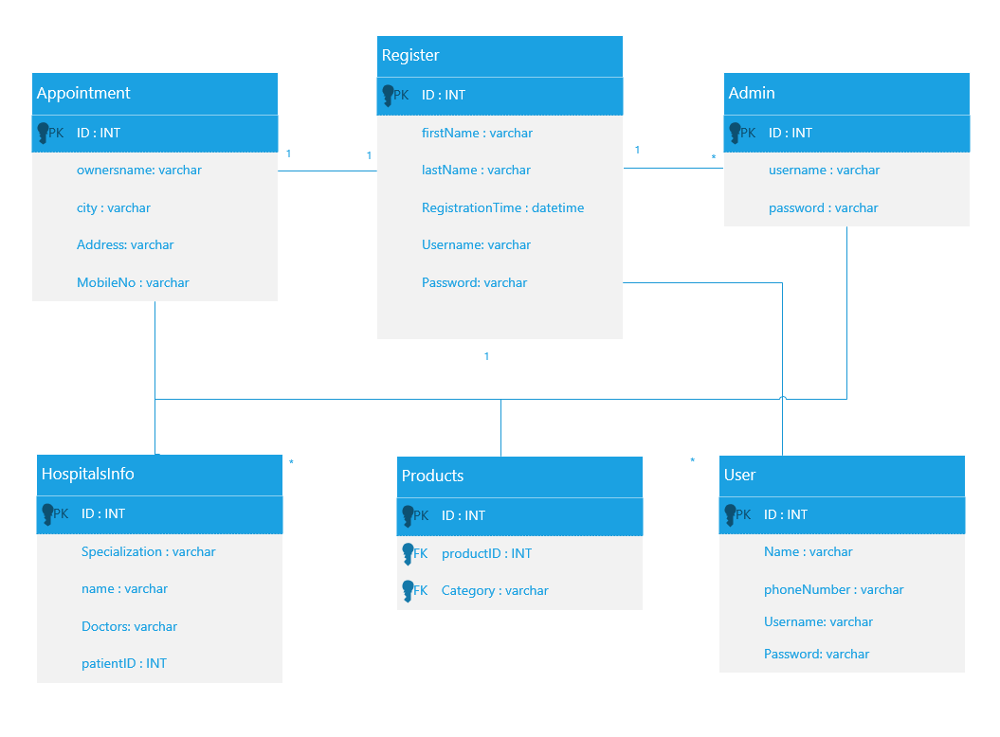 Register
PK ID : INT
firstName : varchar
lastName : varchar
RegistrationTime : datetime
Username: varchar
Password: varchar
Appointment
PK ID : INT
ownersname: varchar
city : varchar
Address: varchar
MobileNo : varchar
1
1
1
*
Admin
PK ID : INT
username : varchar
password : varchar
1
*
*
HospitalsInfo
PK ID : INT
Specialization : varchar
name : varchar
Doctors: varchar
patientID : INT
Products
PK ID : INT
FK productID : INT
FK Category : varchar
User
PK ID : INT
Name : varchar
phoneNumber : varchar
Username: varchar
Password: varchar